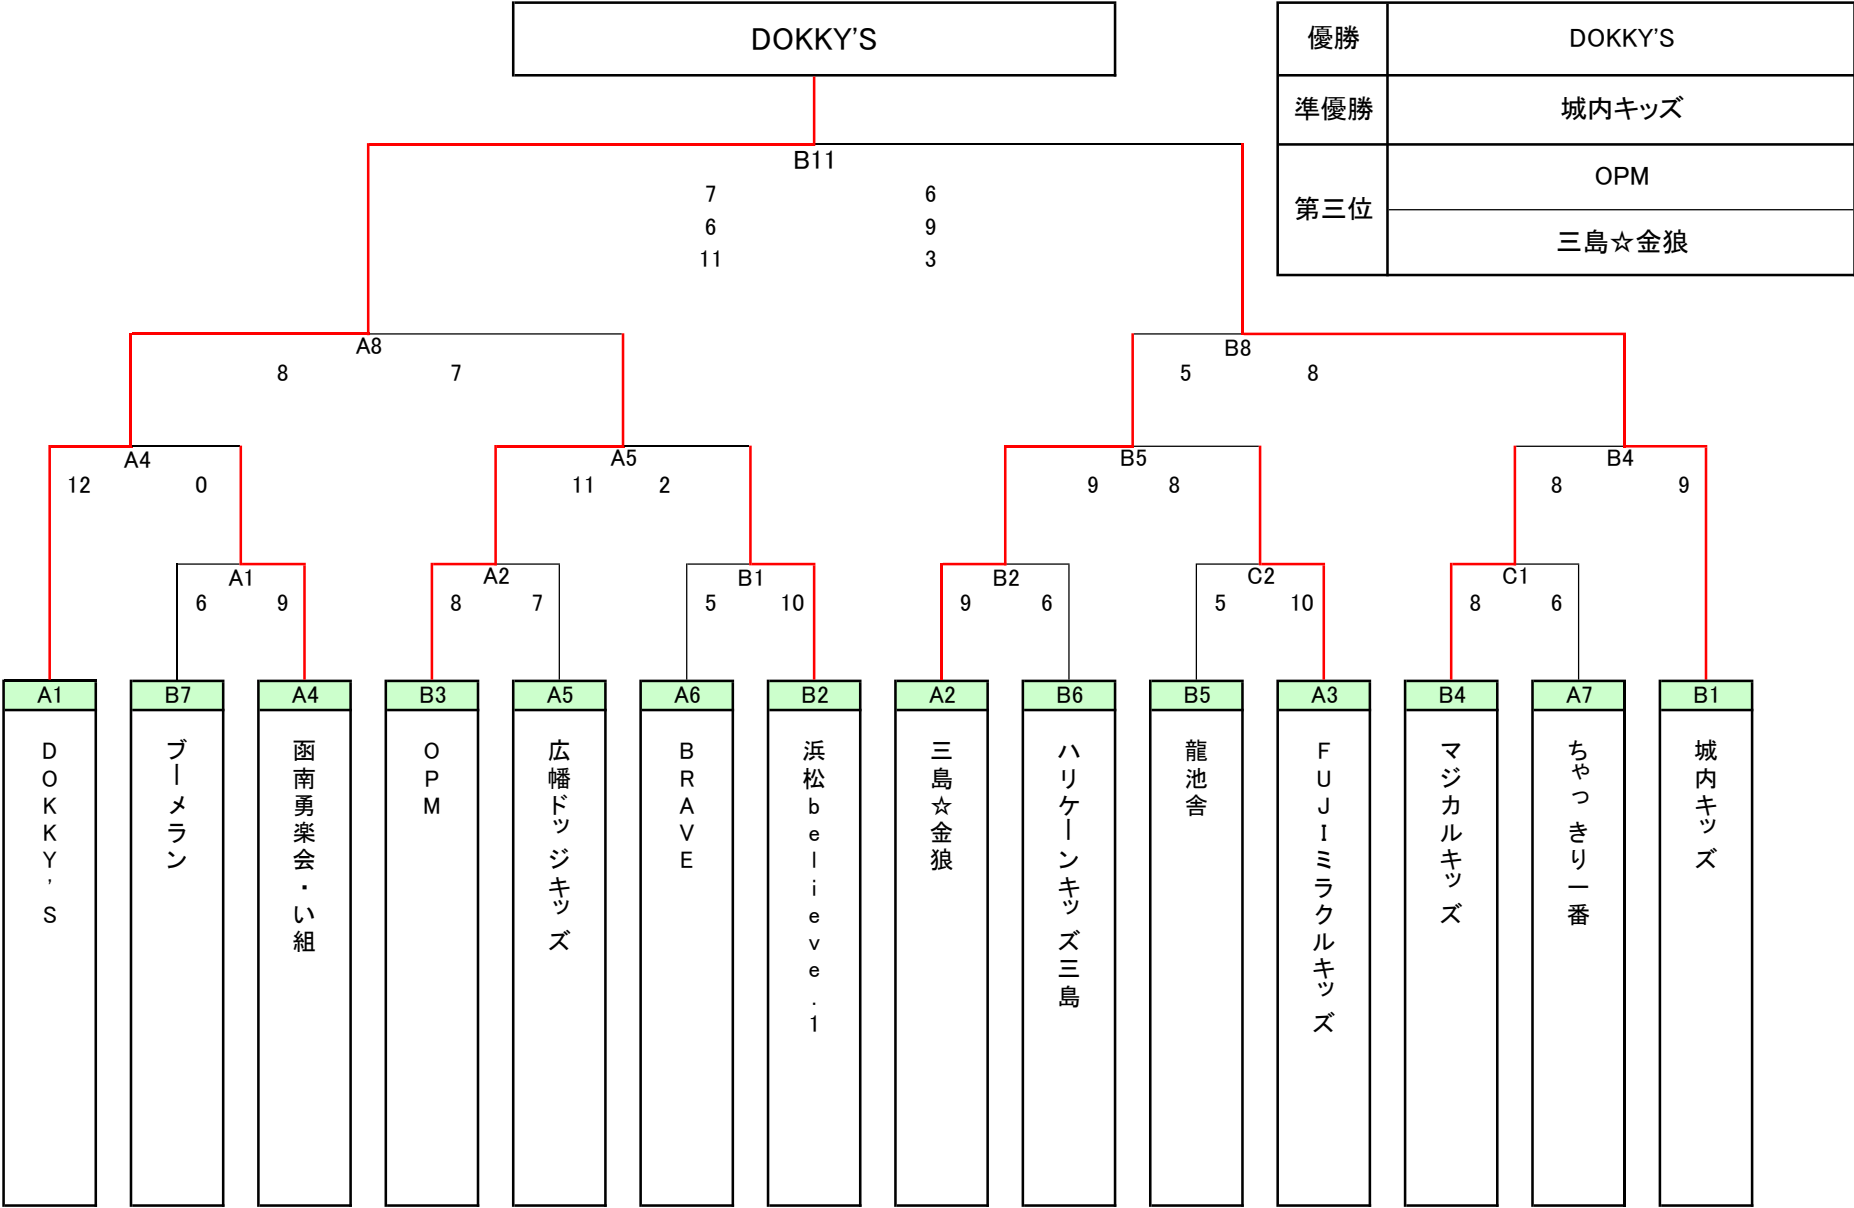 DOKKY'S
優勝 DOKKY'S
準優勝 城内キッズ
第三位 OPM
三島☆金狼
B11
7 6
6 9
11 3
A8 B8
8 7 5 8
A4 A5 B5 B4
12 0 11 2 9 8 8 9
A1 A2 B1 B2 C2 C1
6 9 8 7 5 10 9 6 5 10 8 6
A1 B7 A4 B3 A5 A6 B2 A2 B6 B5 A3 B4 A7 B1
DOKKY'S
ブーメラン
函南勇楽会・い組
OPM
広幡ドッジキッズ
BRAVE
浜松believe.1
三島☆金狼
ハリケーンキッズ三島
龍池舎
FUJIミラクルキッズ
マジカルキッズ
ちゃっきり一番
城内キッズ